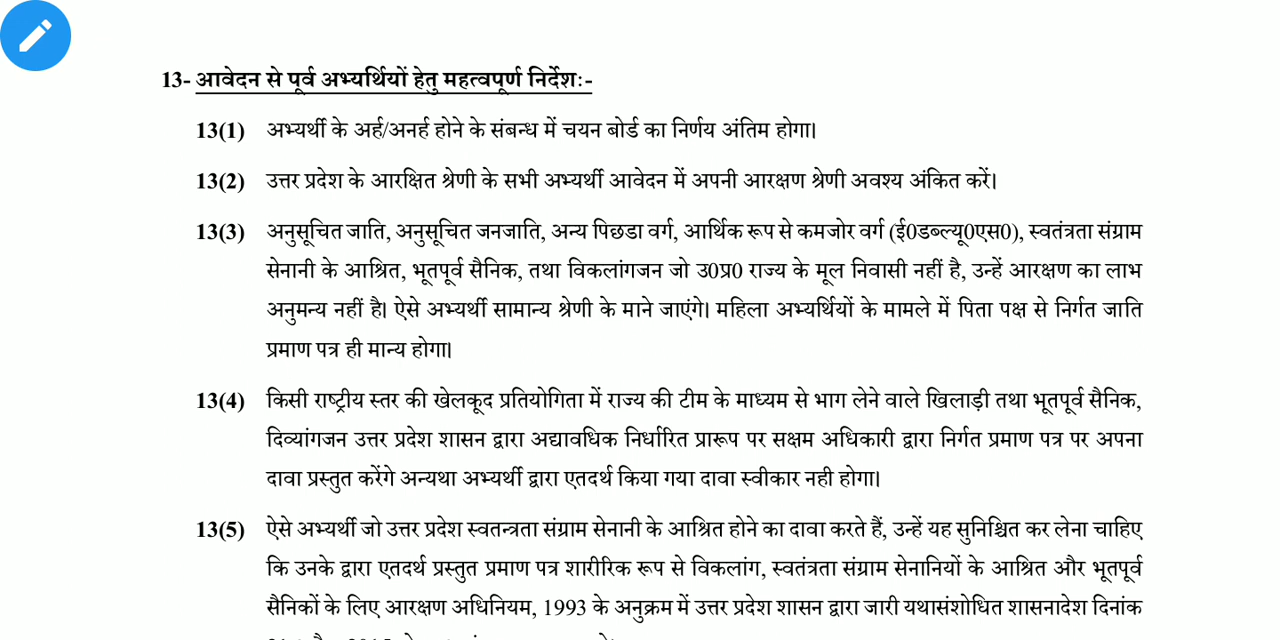 13- आवेदन से पूर्व अभ्यर्थियों हेतु महत्वपूर्ण निर्देशः-
13(1) अभ्यर्थी के अर्ह/अनर्ह होने के संबन्ध में चयन बोर्ड का निर्णय अंतिम होगा।
13(2) उत्तर प्रदेश के आरक्षित श्रेणी के सभी अभ्यर्थी आवेदन में अपनी आरक्षण श्रेणी अवश्य अंकित करें।
13(3) अनुसूचित जाति, अनुसूचित जनजाति, अन्य पिछडा वर्ग, आर्थिक रूप से कमजोर वर्ग (ई0डब्ल्यू0एस0), स्वतंत्रता संग्राम
सेनानी के आश्रित, भूतपूर्व सैनिक, तथा विकलांगजन जो उ0प्र0 राज्य के मूल निवासी नहीं है, उन्हें आरक्षण का लाभ
अनुमन्य नहीं है। ऐसे अभ्यर्थी सामान्य श्रेणी के माने जाएंगे। महिला अभ्यर्थियों के मामले में पिता पक्ष से निर्गत जाति
प्रमाण पत्र ही मान्य होगा।
13(4) किसी राष्ट्रीय स्तर की खेलकूद प्रतियोगिता में राज्य की टीम के माध्यम से भाग लेने वाले खिलाड़ी तथा भूतपूर्व सैनिक,
दिव्यांगजन उत्तर प्रदेश शासन द्वारा अद्यावधिक निर्धारित प्रारूप पर सक्षम अधिकारी द्वारा निर्गत प्रमाण पत्र पर अपना
दावा प्रस्तुत करेंगे अन्यथा अभ्यर्थी द्वारा एतदर्थ किया गया दावा स्वीकार नही होगा।
13(5) ऐसे अभ्यर्थी जो उत्तर प्रदेश स्वतन्त्रता संग्राम सेनानी के आश्रित होने का दावा करते हैं, उन्हें यह सुनिश्चित कर लेना चाहिए
कि उनके द्वारा एतदर्थ प्रस्तुत प्रमाण पत्र शारीरिक रूप से विकलांग, स्वतंत्रता संग्राम सेनानियों के आश्रित और भूतपूर्व
सैनिकों के लिए आरक्षण अधिनियम, 1993 के अनुक्रम में उत्तर प्रदेश शासन द्वारा जारी यथासंशोधित शासनादेश दिनांक